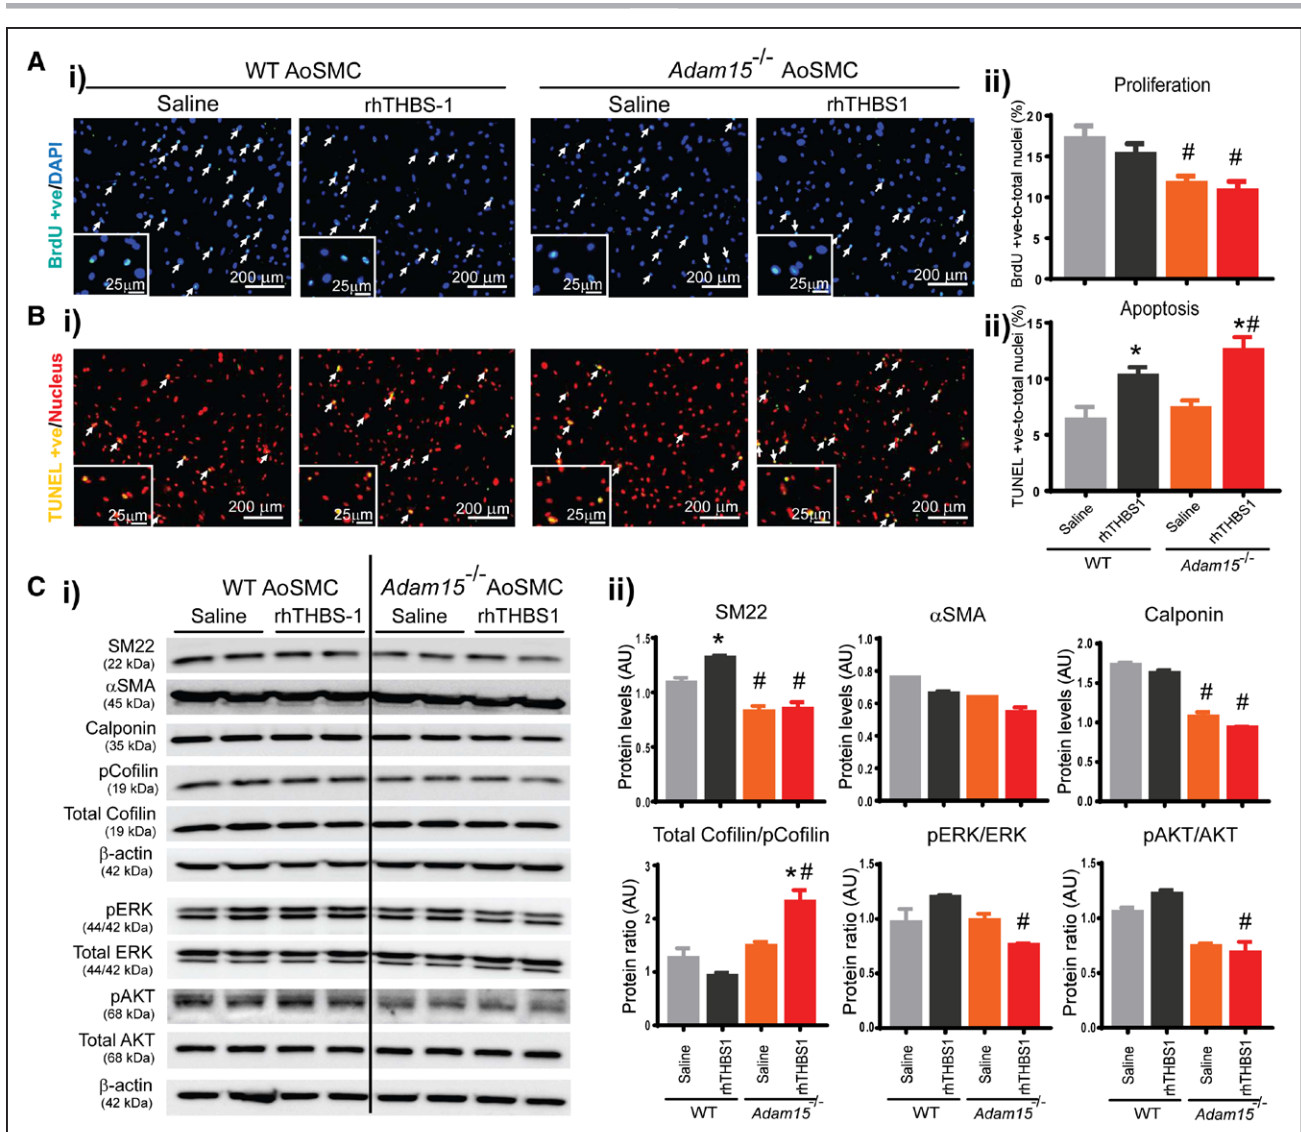 A i) WT AoSMC Adam15-/- AoSMC
Saline rhTHBS-1 Saline rhTHBS1
BrdU +ve/DAPI
25µm 200 µm 25µm 200 µm 25µm 200 µm 25µm 200 µm
ii) Proliferation
BrdU +ve-to-total nuclei (%)
20
15
10
5
0
# #
B i)
TUNEL +ve/Nucleus
25µm 200 µm 25µm 200 µm 25µm 200 µm 25µm 200 µm
ii) Apoptosis
TUNEL +ve-to-total nuclei (%)
15
10
5
0
* *#
Saline rhTHBS1 Saline rhTHBS1
WT Adam15-/-
C i) WT AoSMC Adam15-/- AoSMC
Saline rhTHBS-1 Saline rhTHBS1
SM22
(22 kDa)
αSMA
(45 kDa)
Calponin
(35 kDa)
pCofilin
(19 kDa)
Total Cofilin
(19 kDa)
β-actin
(42 kDa)
pERK
(44/42 kDa)
Total ERK
(44/42 kDa)
pAKT
(68 kDa)
Total AKT
(68 kDa)
β-actin
(42 kDa)
ii) SM22
Protein levels (AU)
1.5
1.0
0.5
0.0
* # #
αSMA
Protein levels (AU)
1.0
0.8
0.6
0.4
0.2
0.0
Calponin
Protein levels (AU)
2.0
1.5
1.0
0.5
0.0
# #
Total Cofilin/pCofilin
Protein ratio (AU)
3
2
1
0
*#
Saline rhTHBS1 Saline rhTHBS1
WT Adam15-/-
pERK/ERK
Protein ratio (AU)
1.5
1.0
0.5
0.0
#
Saline rhTHBS1 Saline rhTHBS1
WT Adam15-/-
pAKT/AKT
Protein ratio (AU)
1.5
1.0
0.5
0.0
#
Saline rhTHBS1 Saline rhTHBS1
WT Adam15-/-